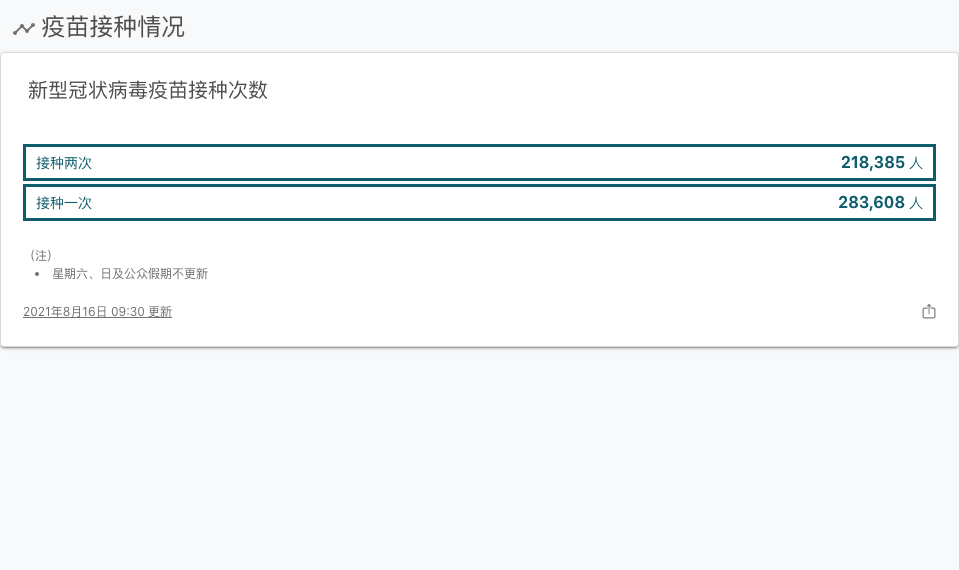 疫苗接种情况
新型冠状病毒疫苗接种次数
接种两次 218,385 人
接种一次 283,608 人
（注）
• 星期六、日及公众假期不更新
2021年8月16日 09:30 更新